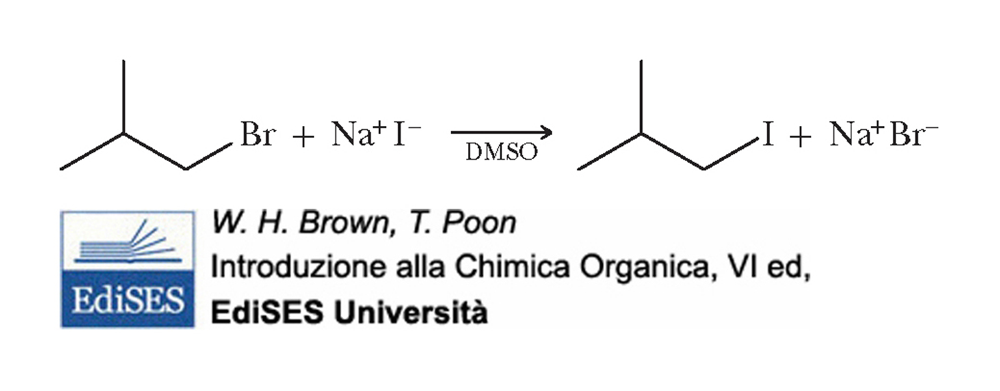 Br + Na⁺ I⁻ DMSO I + Na⁺ Br⁻
W. H. Brown, T. Poon
Introduzione alla Chimica Organica, VI ed,
EdiSES Università
EdiSES